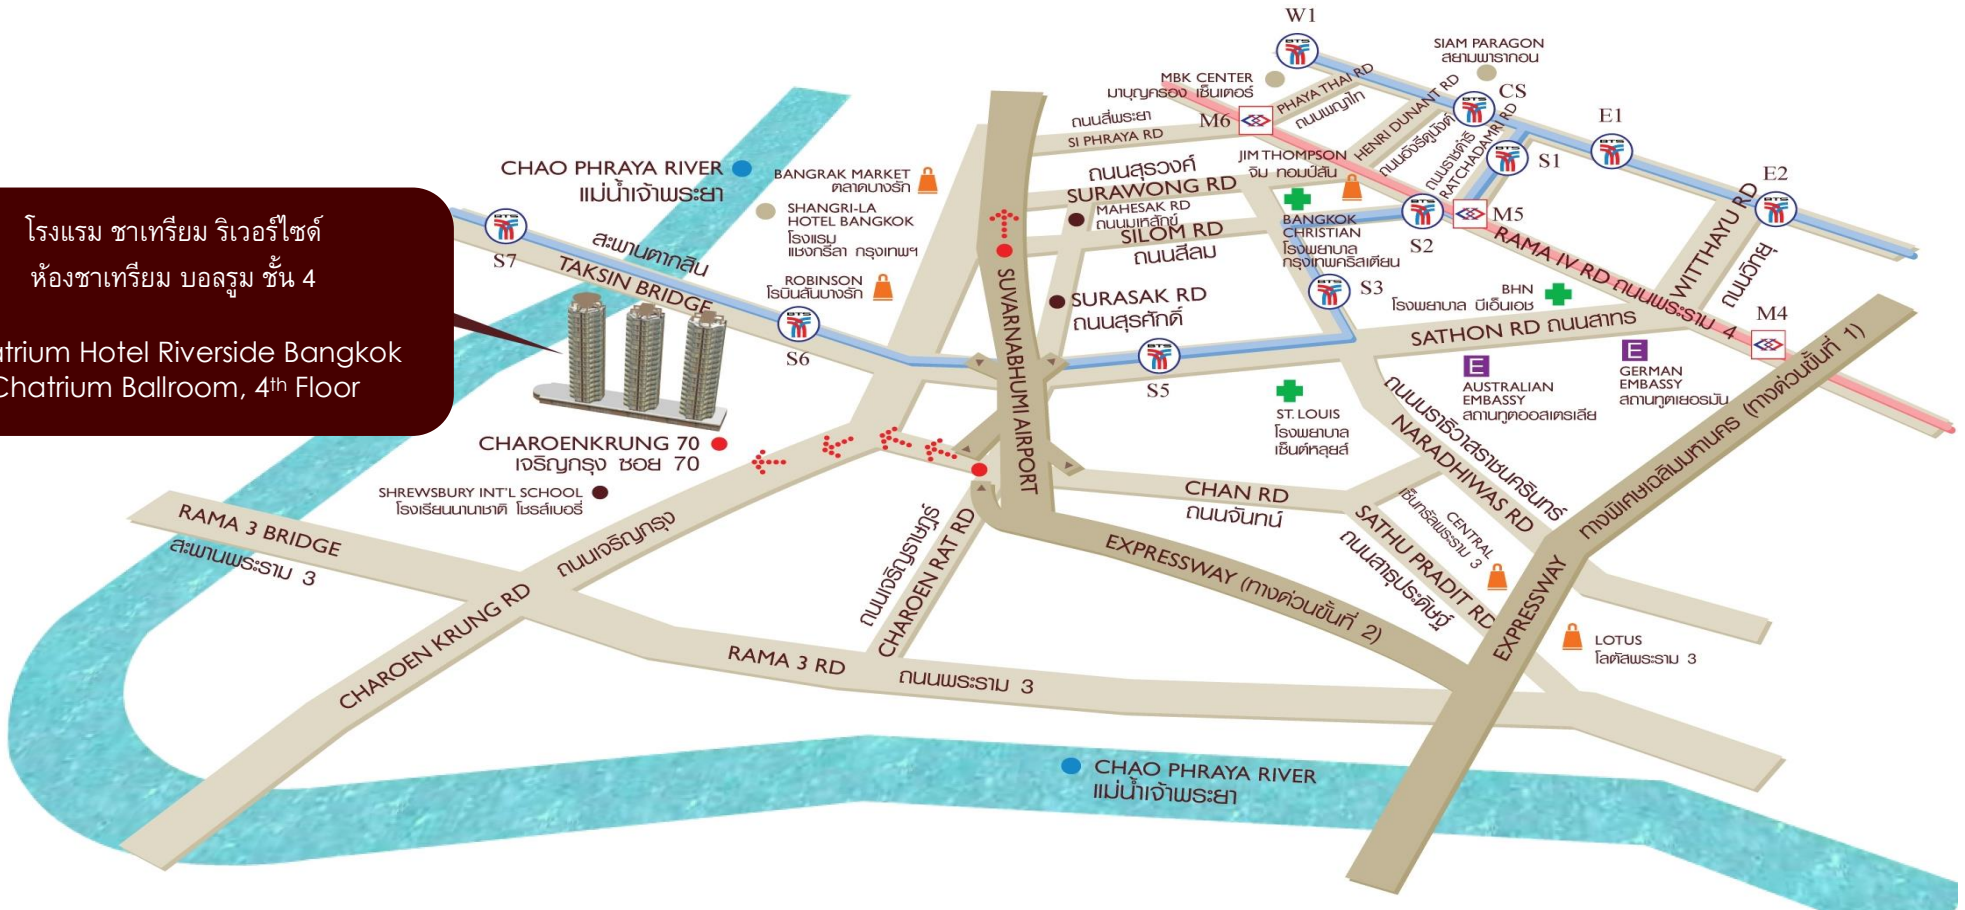 W1
SIAM PARAGON
สยามพารากอน
MBK CENTER
มาบุญครอง เซ็นเตอร์
PHAYA THAI RD
ถนนพญาไท
HENRI DUNANT RD
ถนนอังรีดูนังต์
CS
RATCHADAMRI RD
ถนนราชดำริ
E1
S1
E2
M6
ถนนสี่พระยา
SI PHRAYA RD
CHAO PHRAYA RIVER
แม่น้ำเจ้าพระยา
BANGRAK MARKET
ตลาดบางรัก
SHANGRI-LA
HOTEL BANGKOK
โรงแรม
แชงกรีลา กรุงเทพฯ
ROBINSON
โรบินสันบางรัก
ถนนสุรวงศ์
SURAWONG RD
MAHESAK RD
ถนนมเหสักข์
SILOM RD
ถนนสีลม
JIM THOMPSON
จิม ทอมป์สัน
BANGKOK
CHRISTIAN
โรงพยาบาล
กรุงเทพคริสเตียน
S2
M5
RAMA IV RD ถนนพระราม 4
WITTHAYU RD
ถนนวิทยุ
S3
BHN
โรงพยาบาล บีเอ็นเอช
M4
SURASAK RD
ถนนสุรศักดิ์
SATHON RD ถนนสาทร
BTS
S7
สะพานตากสิน
TAKSIN BRIDGE
S6
S5
SUVARNABHUMI AIRPORT
โรงแรม ชาเทรียม ริเวอร์ไซด์
ห้องชาเทรียม บอลรูม ชั้น 4
atrium Hotel Riverside Bangkok
Chatrium Ballroom, 4th Floor
E
GERMAN
EMBASSY
สถานทูตเยอรมัน
E
AUSTRALIAN
EMBASSY
สถานทูตออสเตรเลีย
ST. LOUIS
โรงพยาบาล
เซ็นต์หลุยส์
ถนนนราธิวาสราชนครินทร์
NARADHIWAS RD
CHAROENKRUNG 70
เจริญกรุง ซอย 70
SHREWSBURY INT'L SCHOOL
โรงเรียนนานาชาติ โชรส์เบอรี่
CHAN RD
ถนนจันทน์
RAMA 3 BRIDGE
สะพานพระราม 3
CHAROEN KRUNG RD
ถนนเจริญกรุง
ถนนเจริญราษฎร์
CHAROEN RAT RD
EXPRESSWAY (ทางด่วนขั้นที่ 2)
SATHU PRADIT RD
ถนนสาธุประดิษฐ์
CENTRAL
เซ็นทรัลพระราม 3
EXPRESSWAY
ทางพิเศษเฉลิมมหานคร (ทางด่วนขั้นที่ 1)
LOTUS
โลตัสพระราม 3
RAMA 3 RD
ถนนพระราม 3
CHAO PHRAYA RIVER
แม่น้ำเจ้าพระยา